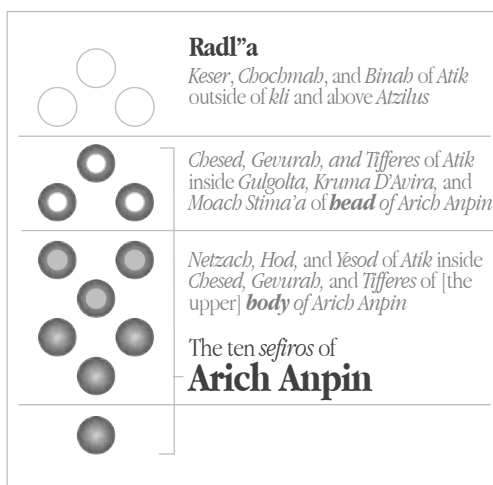 Radl”a
Keser, Chochmah, and Binah of Atik
outside of kli and above Atzilus
Chesed, Gevurah, and Tifferes of Atik
inside Gulgolta, Kruma D’Avira, and
Moach Stima’a of head of Arich Anpin
Netzach, Hod, and Yesod of Atik inside
Chesed, Gevurah, and Tifferes of [the
upper] body of Arich Anpin
The ten sefiros of
Arich Anpin